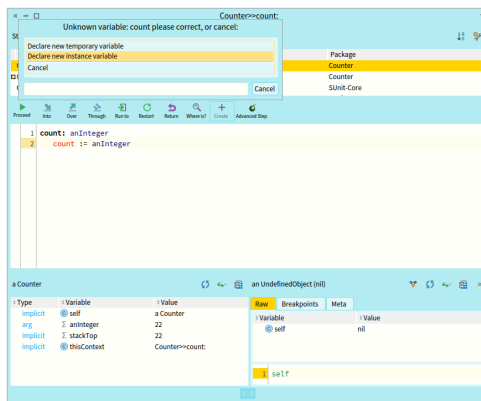 Counter>>count:
Unknown variable: count please correct, or cancel:
St
Declare new temporary variable
Declare new instance variable
Cancel
Cancel
Package
Counter
Counter
SUnit-Core
Proceed Into Over Through Run to Restart Return Where is? Create Advanced Step
1 count: anInteger
2 count := anInteger
a Counter
Type Variable Value
implicit self a Counter
arg anInteger 22
implicit stackTop 22
implicit thisContext Counter>>count:
an UndefinedObject (nil)
Raw Breakpoints Meta
Variable Value
self nil
1 self